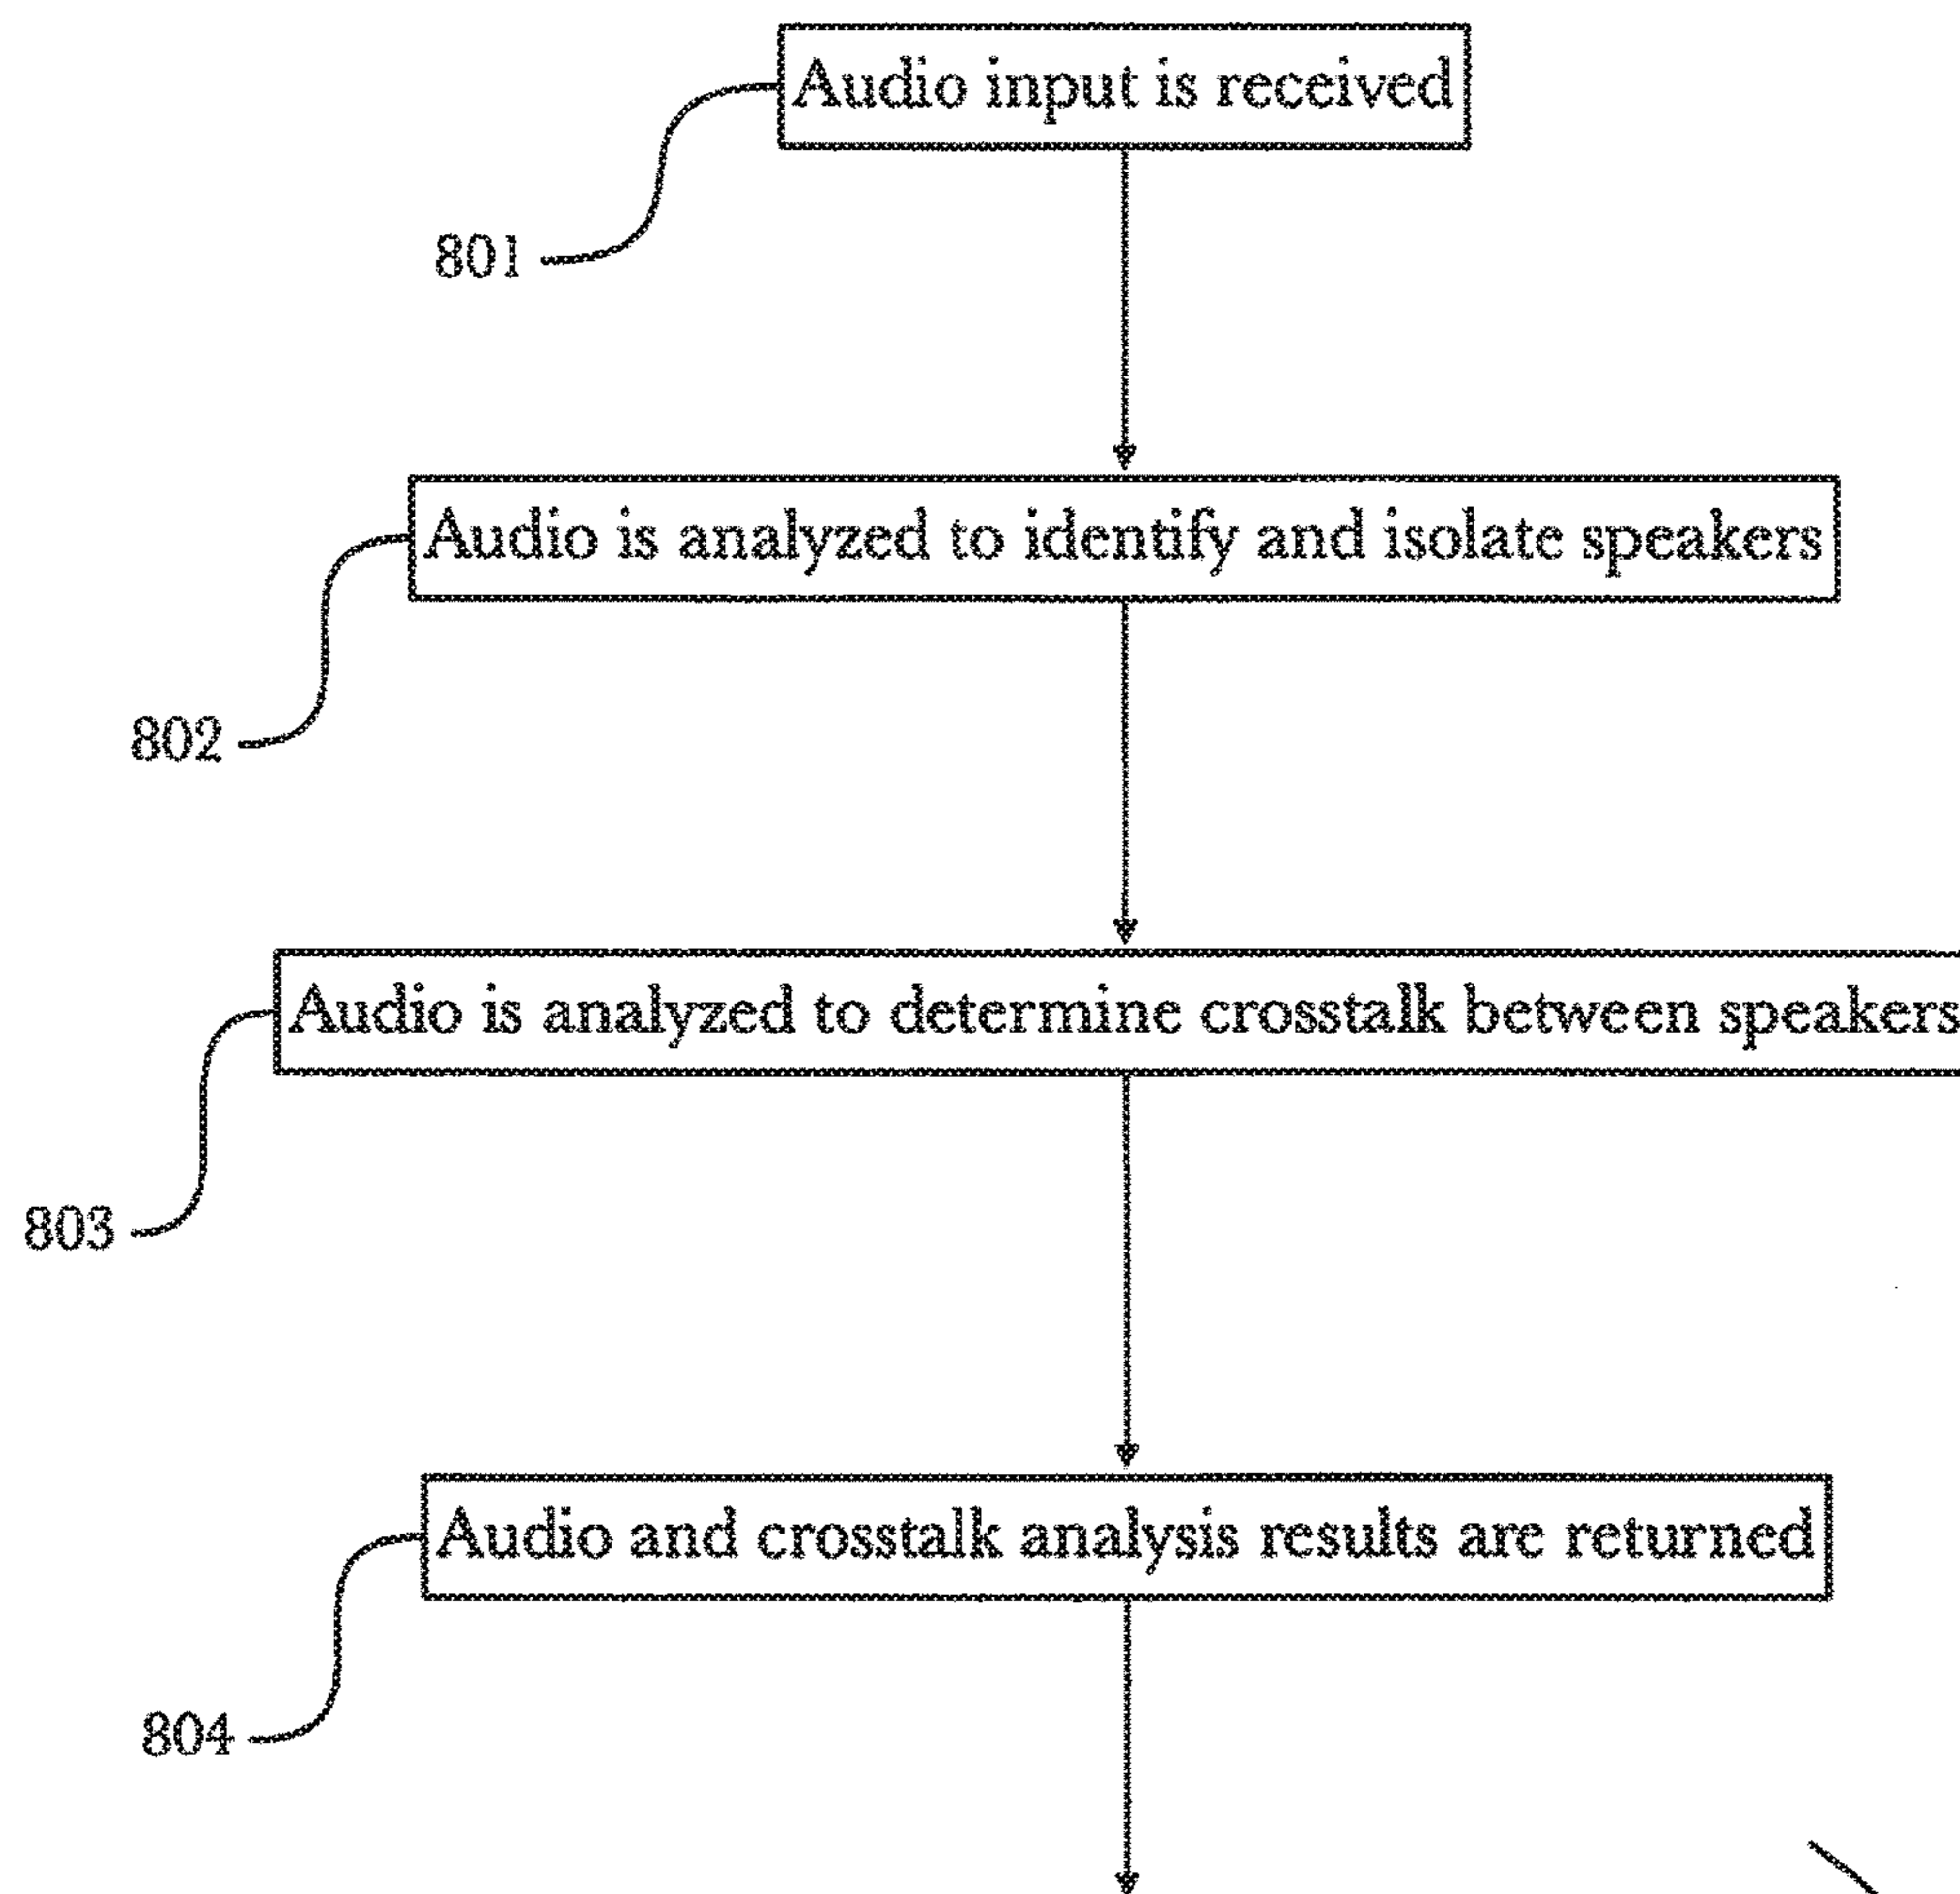 Audio input is received
801
Audio is analyzed to identify and isolate speakers
802
Audio is analyzed to determine crosstalk between speakers
803
Audio and crosstalk analysis results are returned
804